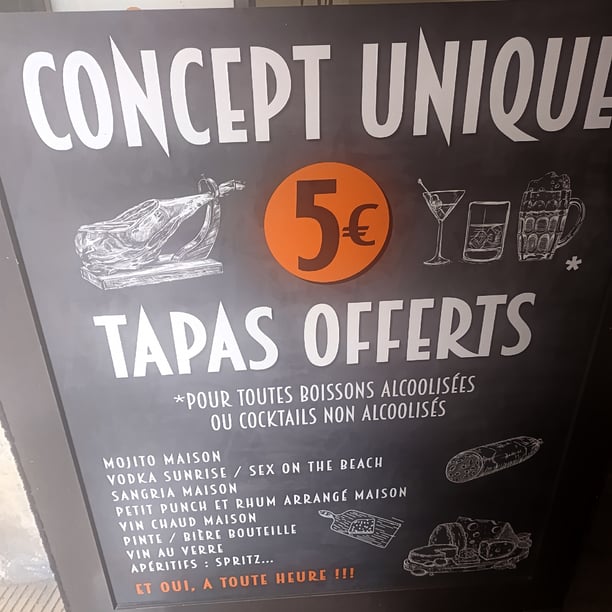 CONCEPT UNIQUE
5€
*
TAPAS OFFERTS
*POUR TOUTES BOISSONS ALCOOLISÉES
OU COCKTAILS NON ALCOOLISÉS
MOJITO MAISON
VODKA SUNRISE / SEX ON THE BEACH
SANGRIA MAISON
PETIT PUNCH ET RHUM ARRANGÉ MAISON
VIN CHAUD MAISON
PINTE / BIÈRE BOUTEILLE
VIN AU VERRE
APÉRITIFS : SPRITZ...
ET OUI, A TOUTE HEURE !!!